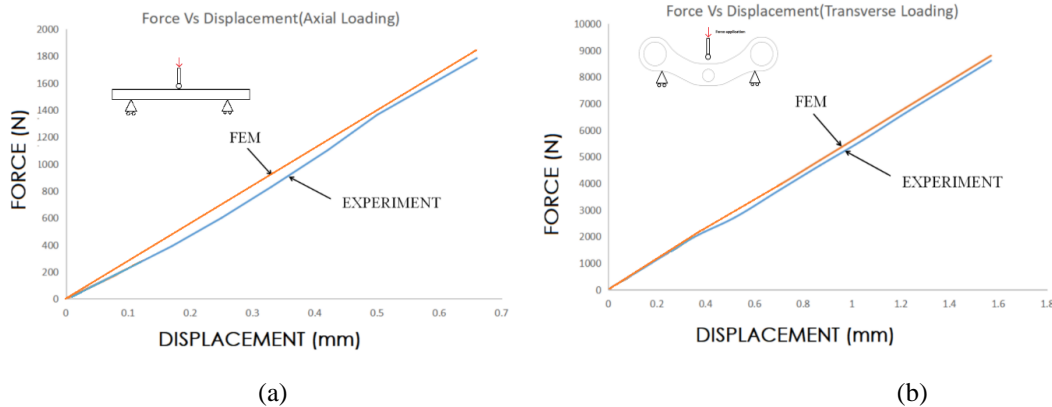 Force Vs Displacement(Axial Loading)
2000
1800
1600
1400
1200
1000
800
600
400
200
0
FORCE (N)
FEM
EXPERIMENT
0 0.1 0.2 0.3 0.4 0.5 0.6 0.7
DISPLACEMENT (mm)
(a)
Force Vs Displacement(Transverse Loading)
Force application
10000
9000
8000
7000
6000
5000
4000
3000
2000
1000
0
FORCE (N)
FEM
EXPERIMENT
0 0.2 0.4 0.6 0.8 1 1.2 1.4 1.6 1.8
DISPLACEMENT (mm)
(b)